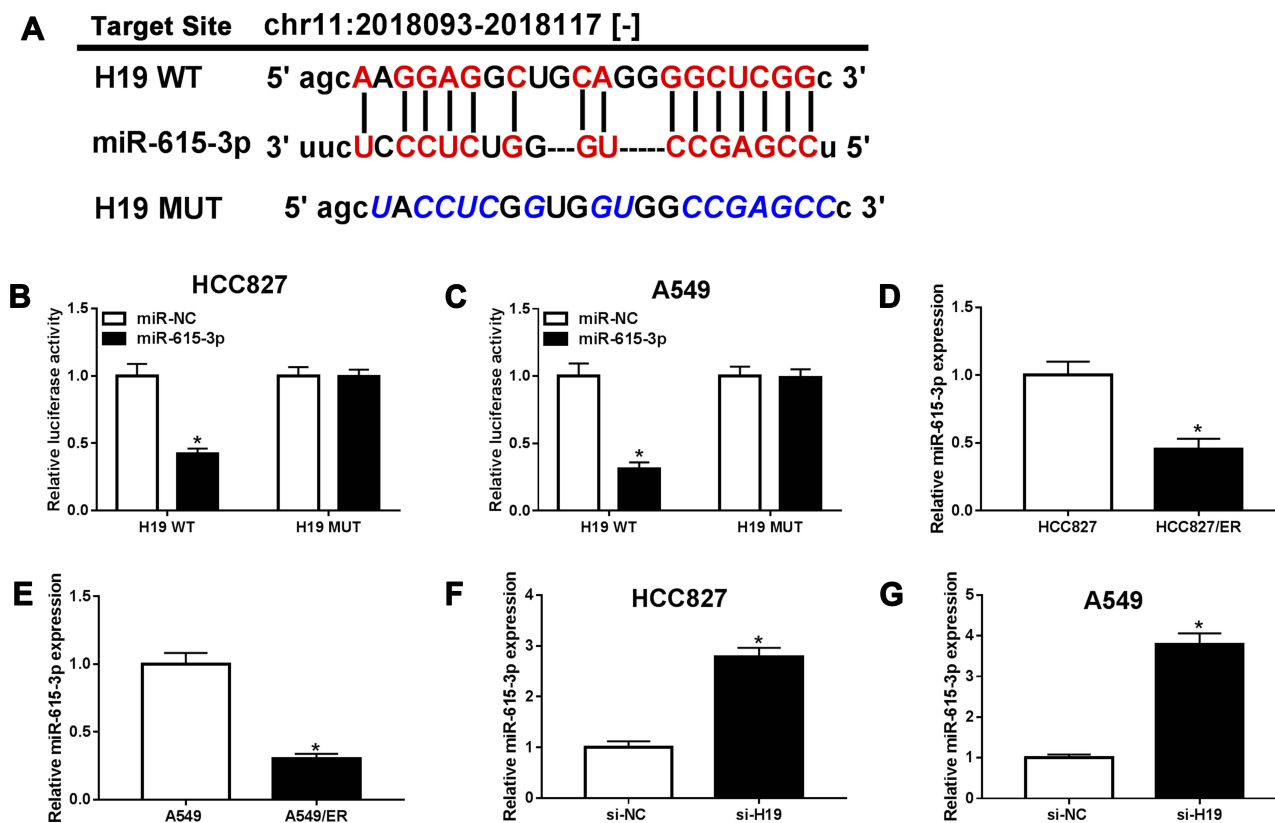 A
Target Site chr11:2018093-2018117 [-]
H19 WT 5' agcAAGGAGGCUGCAGGGGCUCGGc 3'
miR-615-3p 3' uucUCCCUCUGG---GU-----CCGAGCCu 5'
H19 MUT 5' agcUACCUCGGUGGUGGCCGAGCCc 3'
B
HCC827
miR-NC
miR-615-3p
Relative luciferase activity
1.5
1.0
0.5
0.0
*
H19 WT H19 MUT
C
A549
miR-NC
miR-615-3p
Relative luciferase activity
1.5
1.0
0.5
0.0
*
H19 WT H19 MUT
D
Relative miR-615-3p expression
1.5
1.0
0.5
0.0
*
HCC827 HCC827/ER
E
Relative miR-615-3p expression
1.5
1.0
0.5
0.0
*
A549 A549/ER
F
HCC827
Relative miR-615-3p expression
4
3
2
1
0
*
si-NC si-H19
G
A549
Relative miR-615-3p expression
5
4
3
2
1
0
*
si-NC si-H19